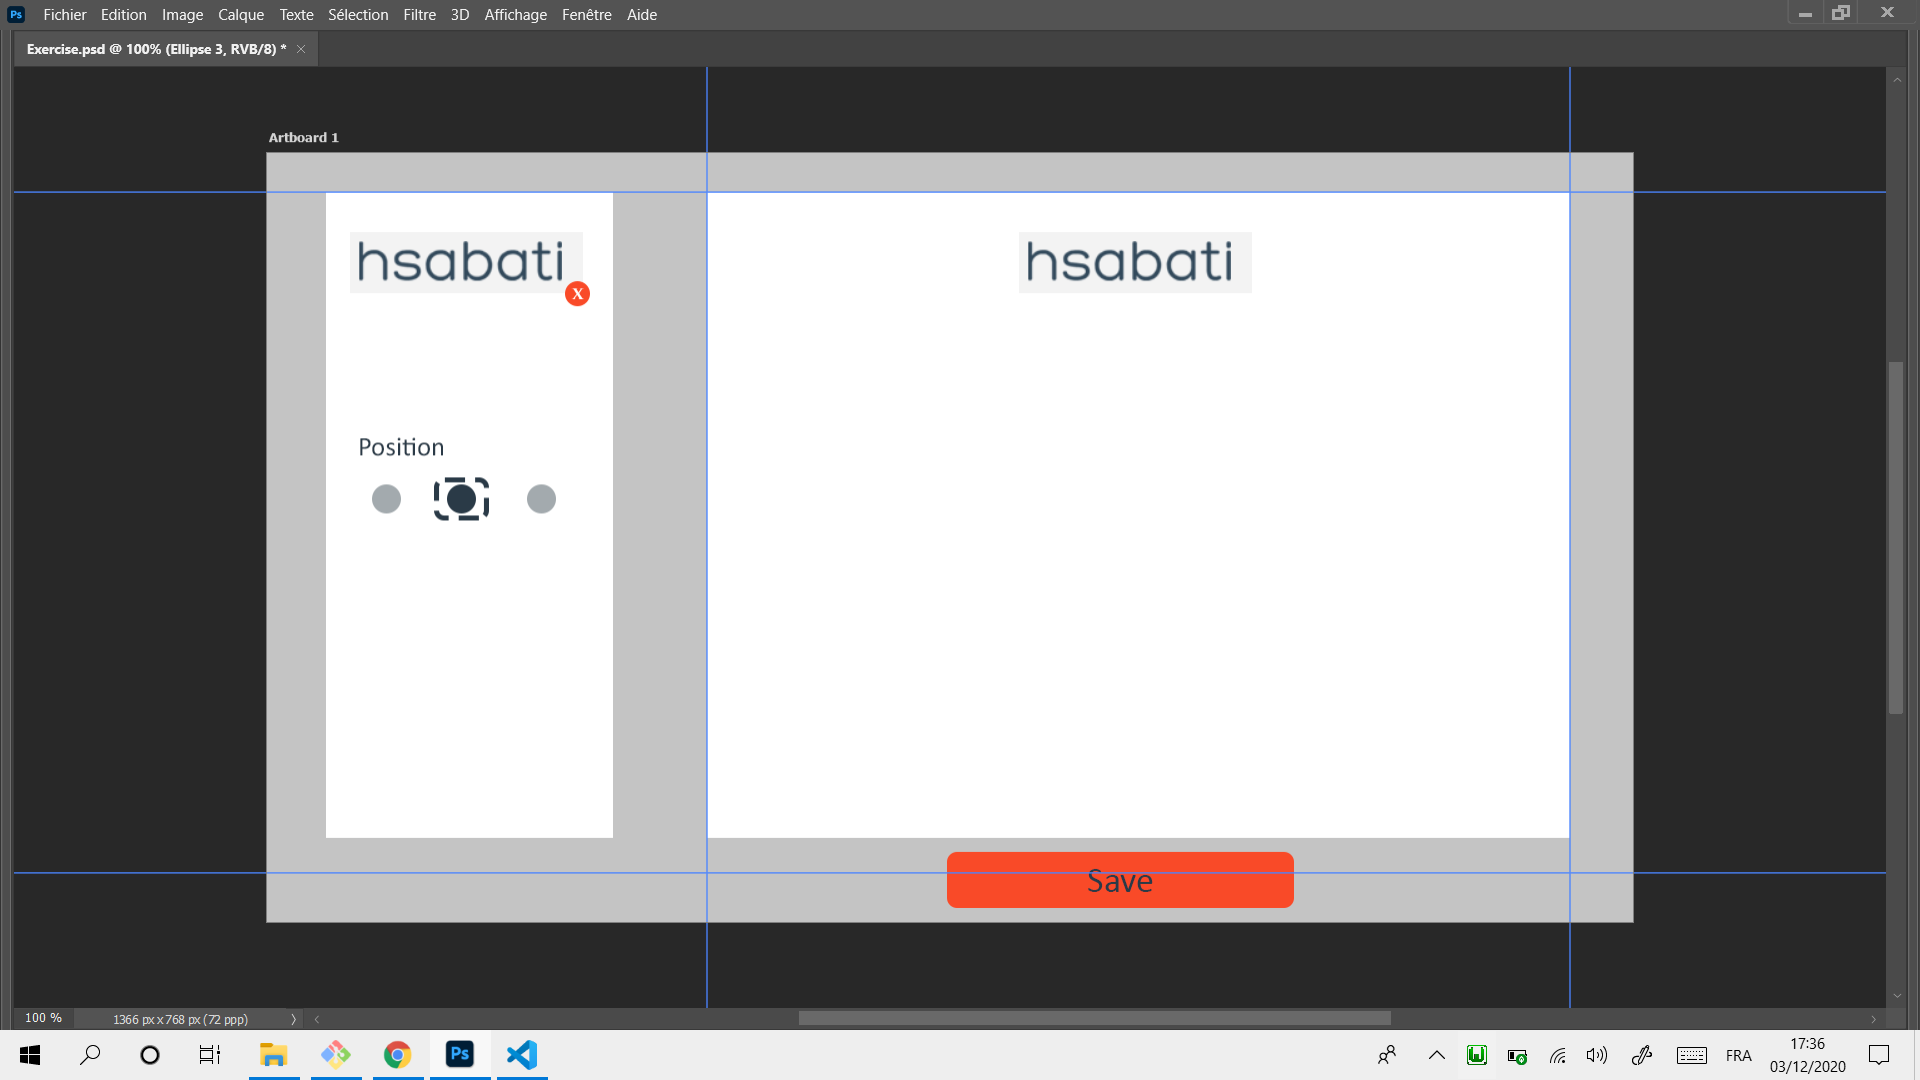 Ps Fichier Edition Image Calque Texte Sélection Filtre 3D Affichage Fenêtre Aide
Exercise.psd @ 100% (Ellipse 3, RVB/8) *
Artboard 1
hsabati
X
hsabati
Position
Save
100 % 1366 px x 768 px (72 ppp)
Ps
FRA
17:36
03/12/2020